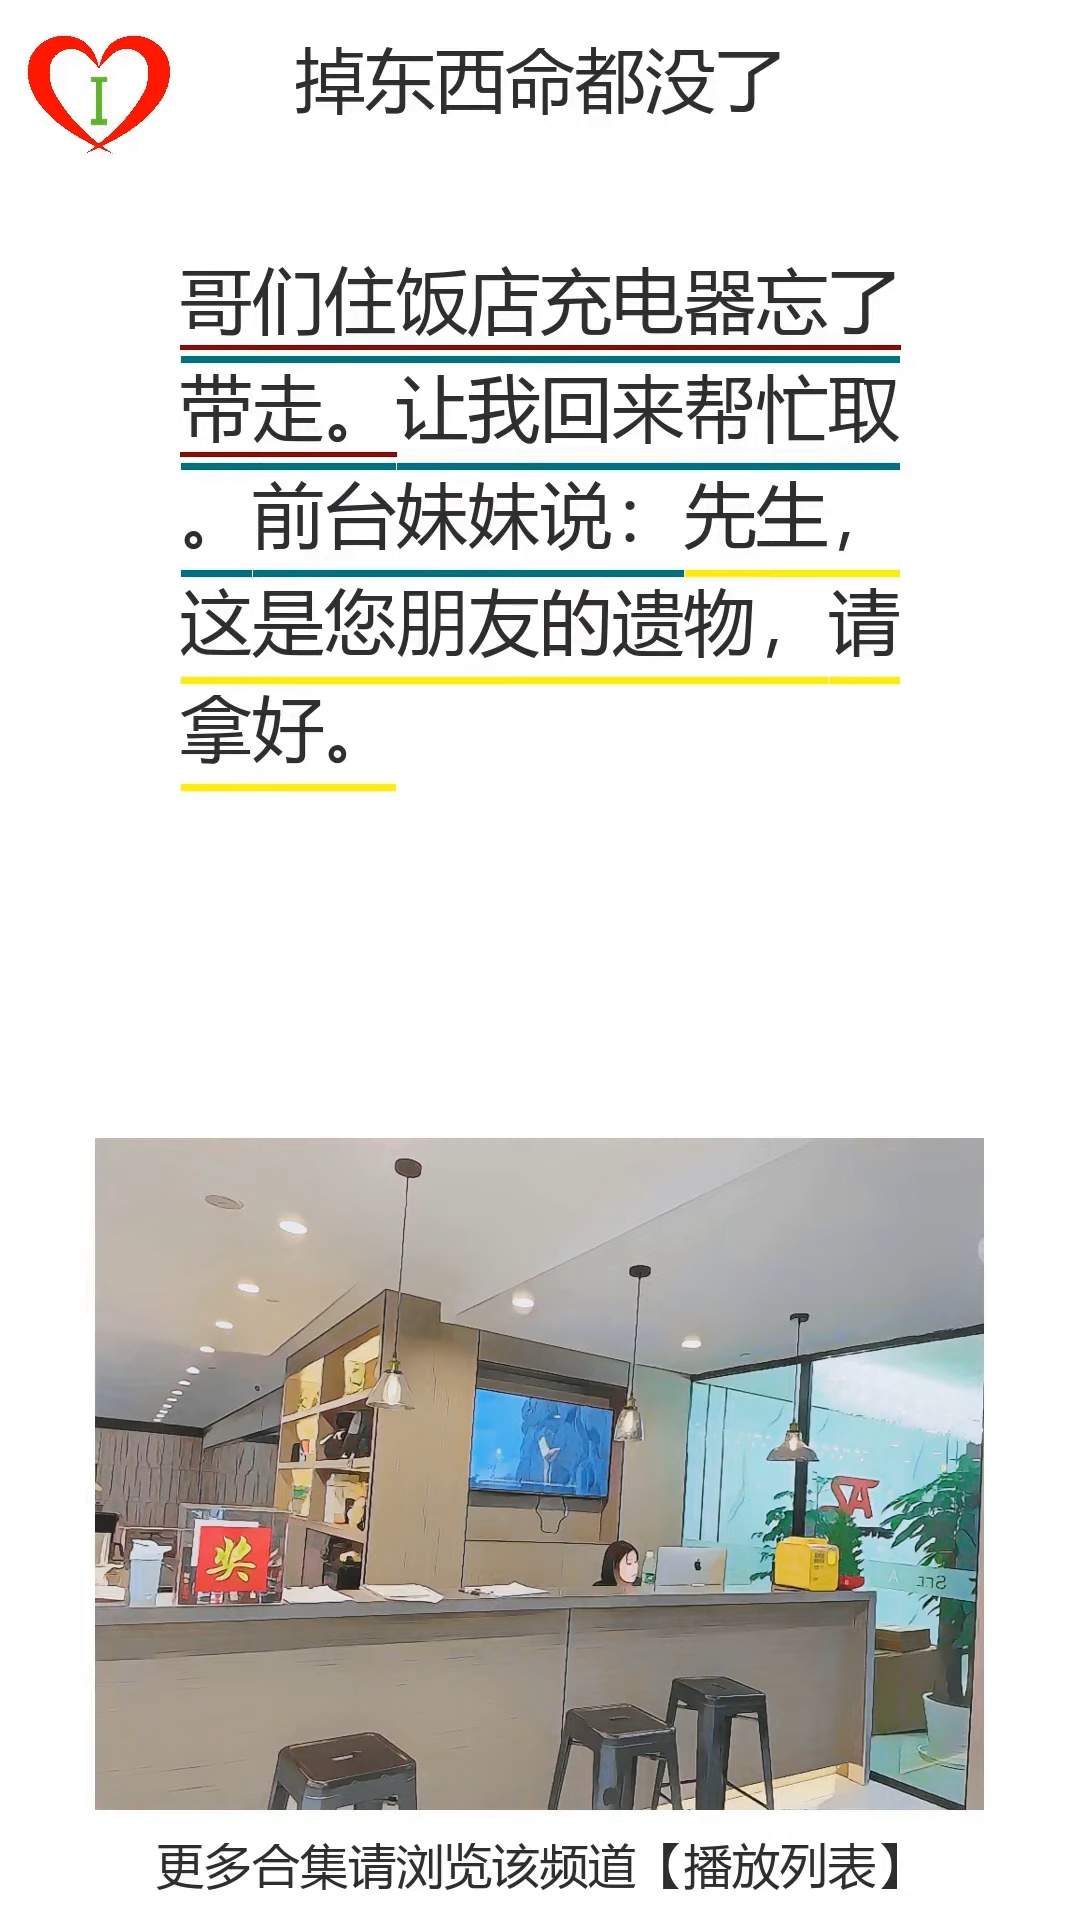 I
掉东西命都没了
哥们住饭店充电器忘了
带走。让我回来帮忙取
。前台妹妹说：先生，
这是您朋友的遗物，请
拿好。
奖
更多合集请浏览该频道【播放列表】